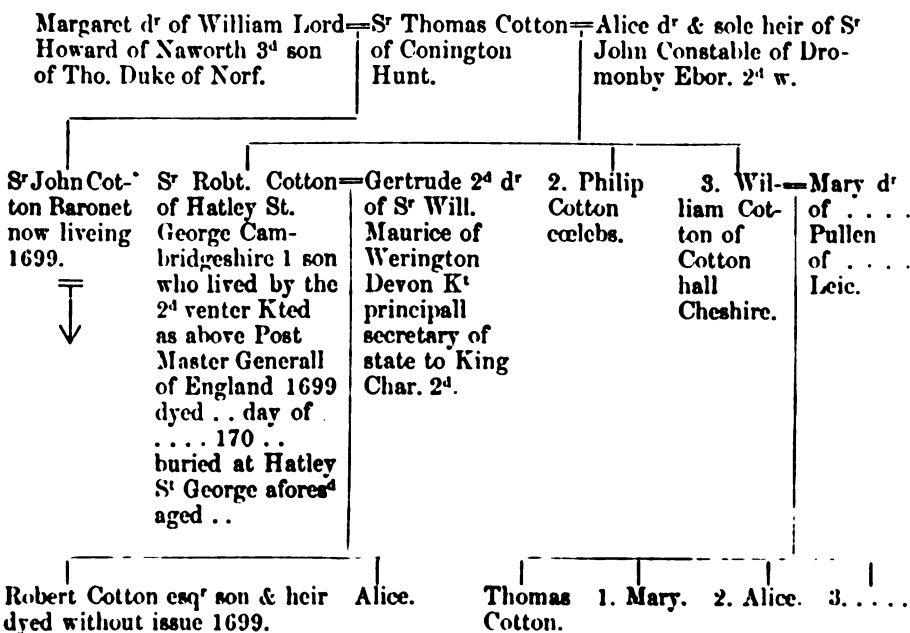 Margaret dʳ of William Lord=Sʳ Thomas Cotton=Alice dʳ & sole heir of Sʳ
Howard of Naworth 3ᵈ son of Conington John Constable of Dro-
of Tho. Duke of Norf. Hunt. monby Ebor. 2ᵈ w.
Sʳ John Cot-
ton Baronet
now liveing
1699.
Sʳ Robt. Cotton=
of Hatley St.
George Cam-
bridgeshire 1 son
who lived by the
2ᵈ venter Kted
as above Post
Master Generall
of England 1699
dyed . . day of
. . . . 170 . .
buried at Hatley
Sᵗ George aforesᵈ
aged . .
Gertrude 2ᵈ dʳ
of Sʳ Will.
Maurice of
Werington
Devon Kᵗ
principall
secretary of
state to King
Char. 2ᵈ.
2. Philip
Cotton
cœlebs.
3. Wil-=
liam Cot-
ton of
Cotton
hall
Cheshire.
Mary dʳ
of . . . .
Pullen
of . . . .
Leic.
Robert Cotton esqʳ son & heir
dyed without issue 1699.
Alice.
Thomas
Cotton.
1. Mary.
2. Alice.
3. . . . .